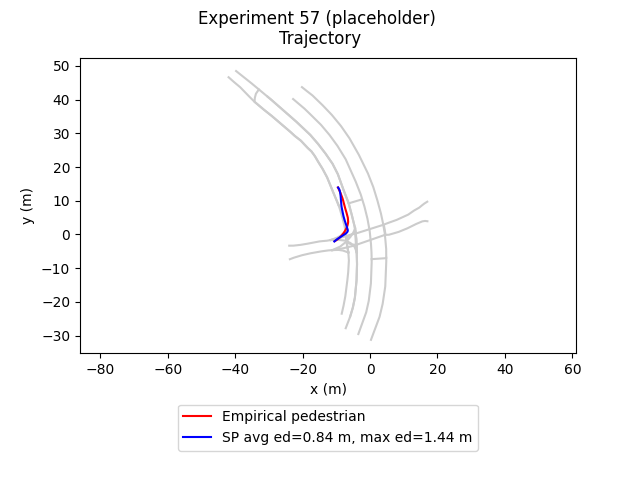 Experiment 57 (placeholder)
Trajectory
50
40
30
20
10
0
−10
−20
−30
y (m)
−80 −60 −40 −20 0 20 40 60
x (m)
Empirical pedestrian
SP avg ed=0.84 m, max ed=1.44 m